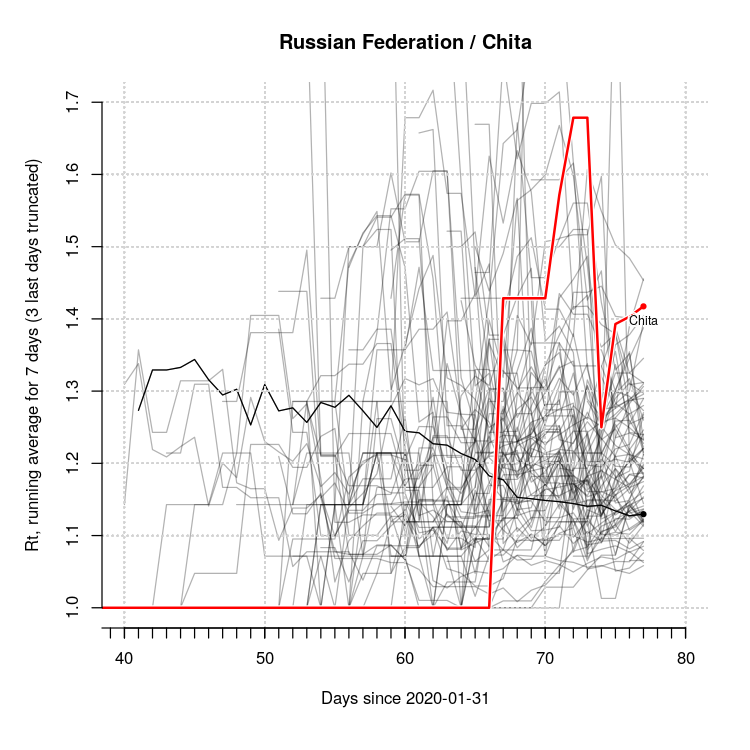 Russian Federation / Chita
Rt, running average for 7 days (3 last days truncated)
1.7
1.6
1.5
1.4
1.3
1.2
1.1
1.0
Chita
40 50 60 70 80
Days since 2020-01-31